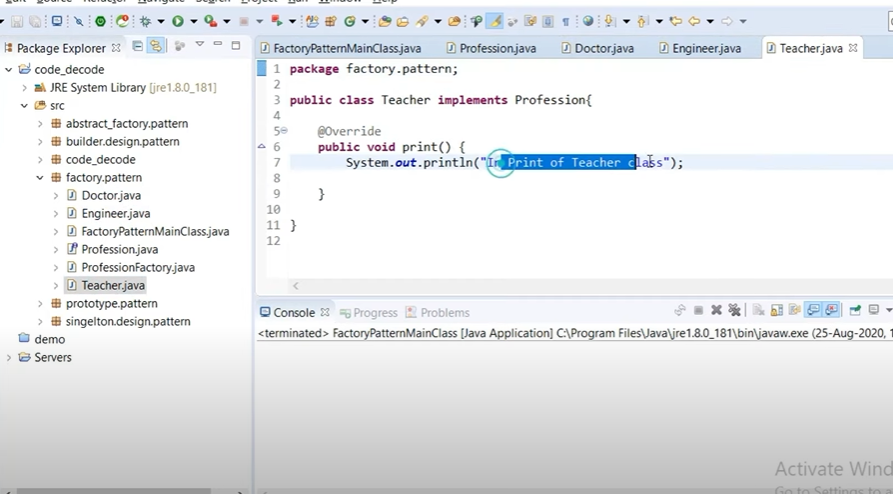 Package Explorer
code_decode
JRE System Library [jre1.8.0_181]
src
abstract_factory.pattern
builder.design.pattern
code_decode
factory.pattern
Doctor.java
Engineer.java
FactoryPatternMainClass.java
Profession.java
ProfessionFactory.java
Teacher.java
prototype.pattern
singelton.design.pattern
demo
Servers
FactoryPatternMainClass.java Profession.java Doctor.java Engineer.java Teacher.java
1 package factory.pattern;
2
3 public class Teacher implements Profession{
4
5 @Override
6 public void print() {
7 System.out.println("In Print of Teacher class");
8
9 }
10
11 }
12
Console Progress Problems
<terminated> FactoryPatternMainClass [Java Application] C:\Program Files\Java\jre1.8.0_181\bin\javaw.exe (25-Aug-2020, 1
Activate Wind
Go to Settings to a